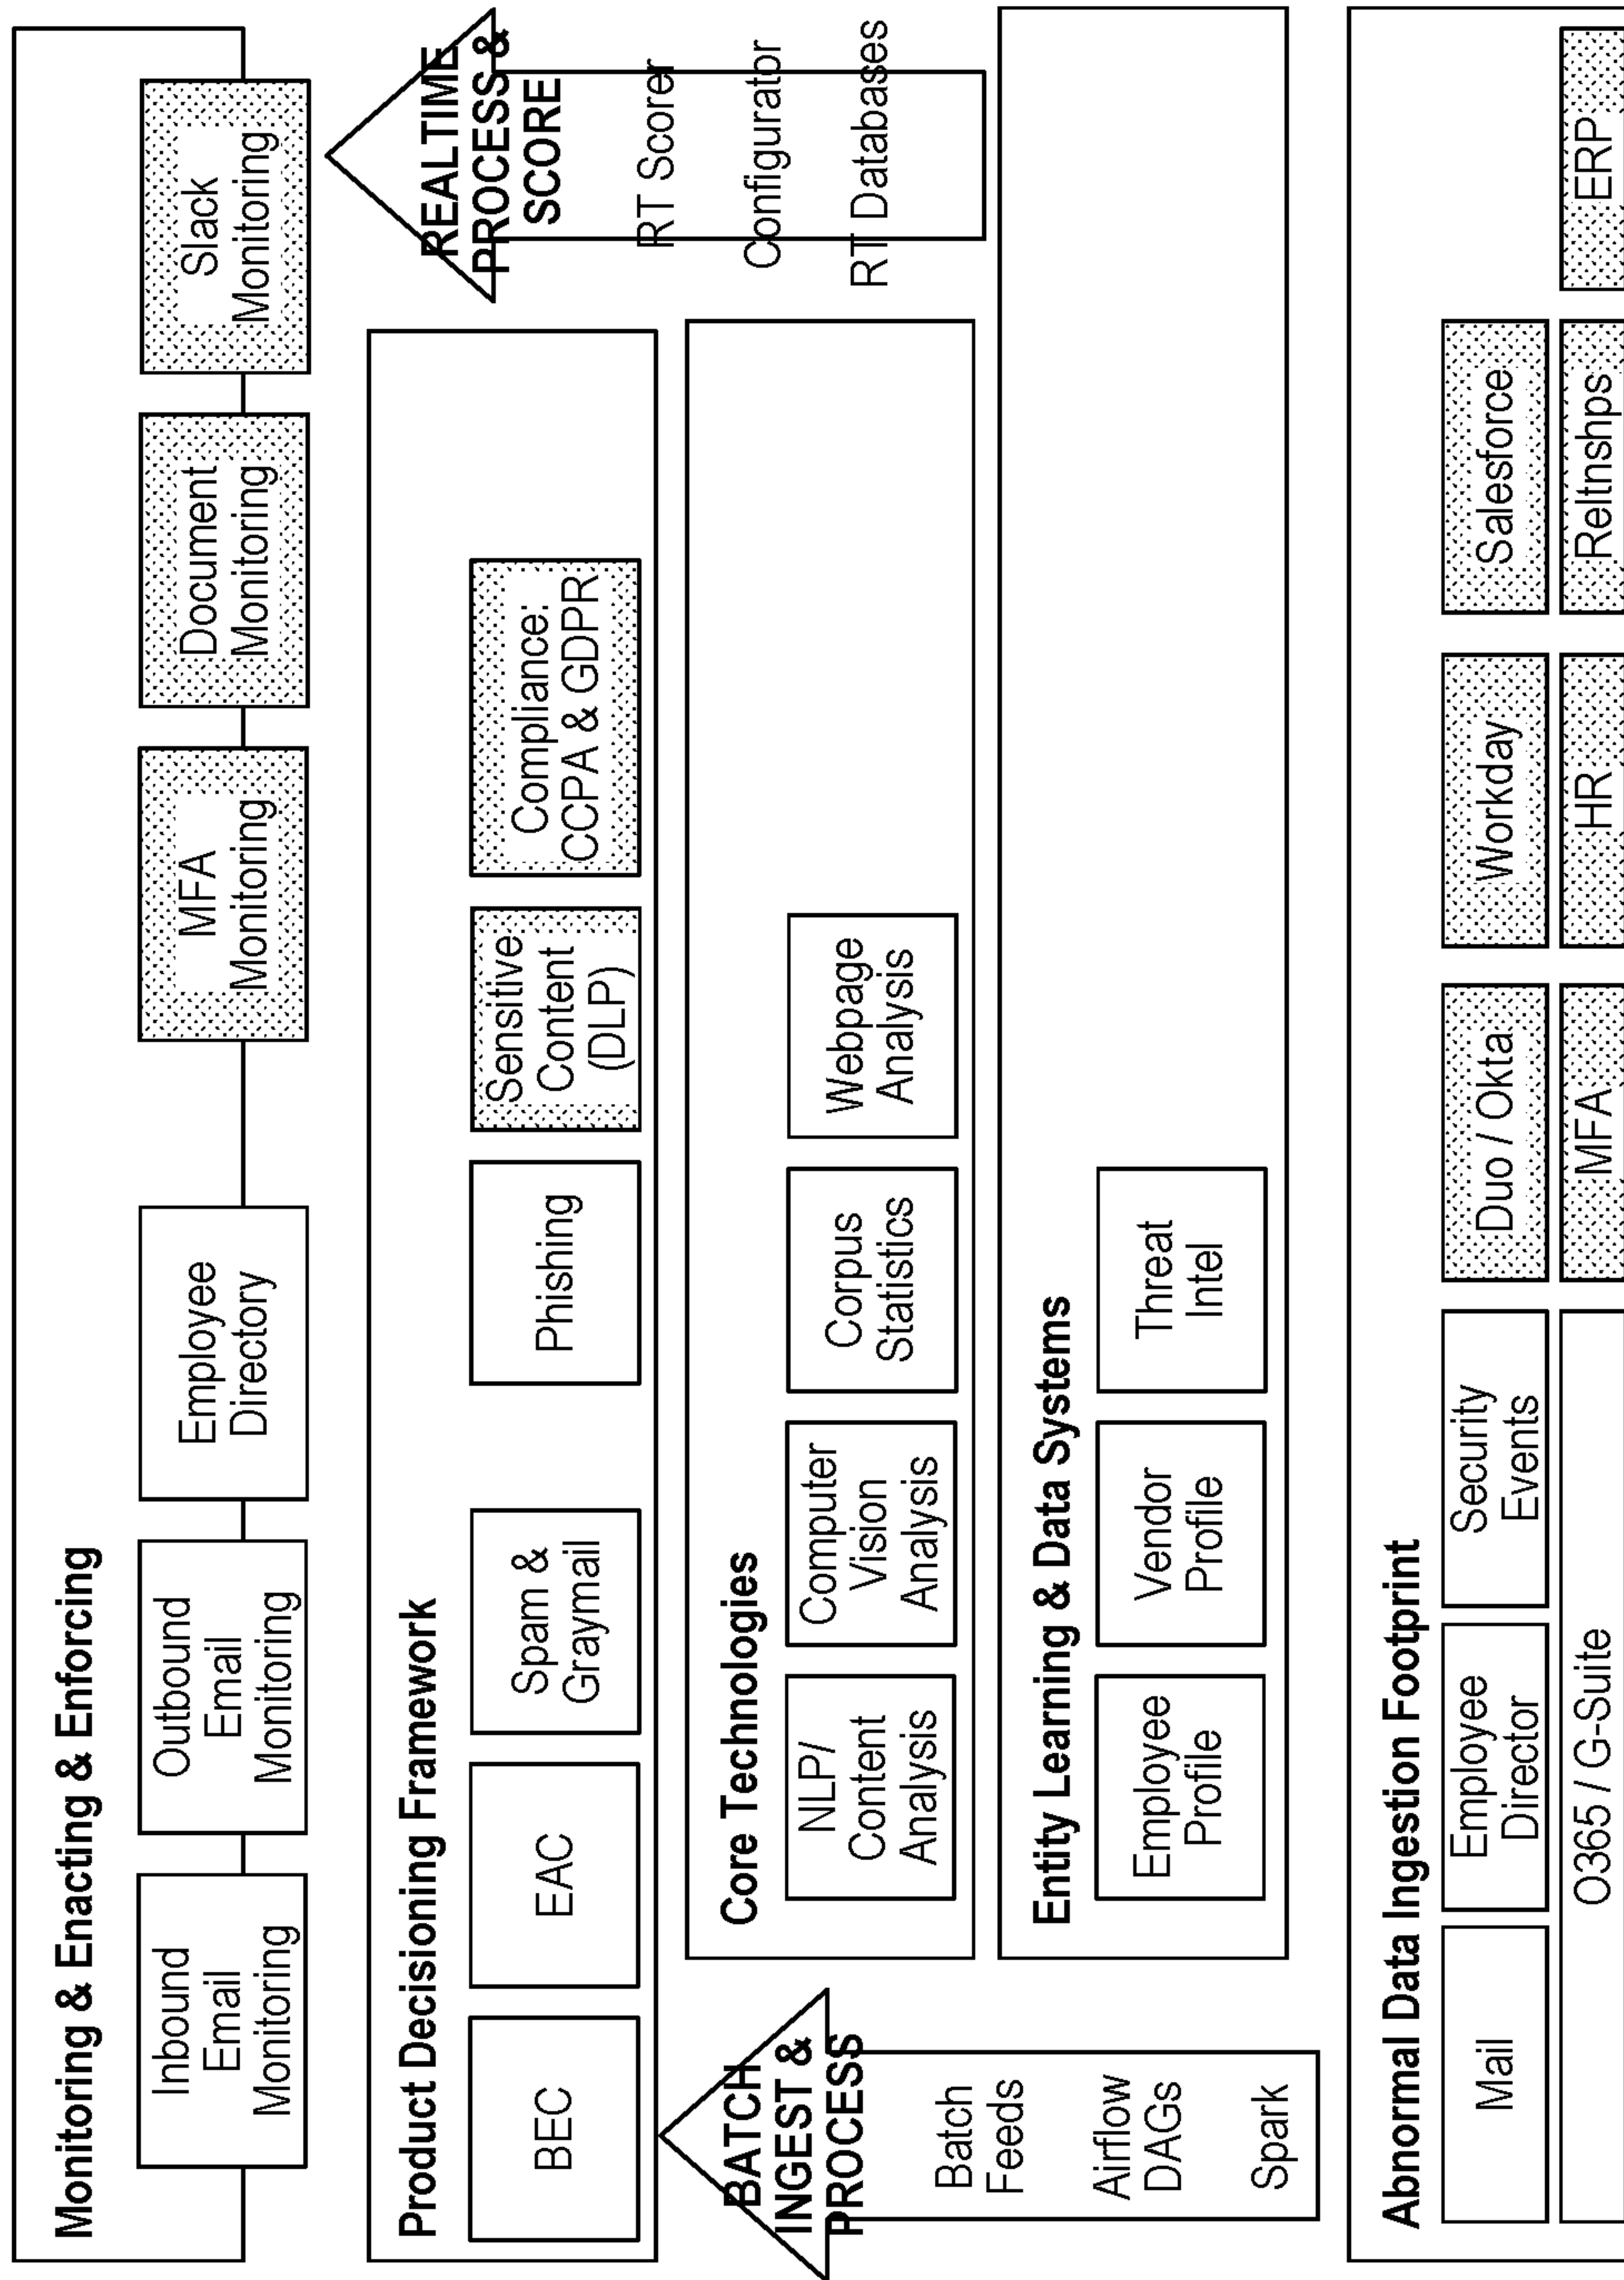 Monitoring & Enacting & Enforcing
Inbound
Email
Monitoring
Outbound
Email
Monitoring
Employee
Directory
MFA
Monitoring
Document
Monitoring
Slack
Monitoring
Product Decisioning Framework
BEC
EAC
Spam &
Graymail
Phishing
Sensitive
Content
(DLP)
Compliance:
CCPA & GDPR
REALTIME
PROCESS &
SCORE
RT Scorer
Configurator
RT Databases
BATCH
INGEST &
PROCESS
Batch
Feeds
Airflow
DAGs
Spark
Core Technologies
NLP/
Content
Analysis
Computer
Vision
Analysis
Corpus
Statistics
Webpage
Analysis
Entity Learning & Data Systems
Employee
Profile
Vendor
Profile
Threat
Intel
Abnormal Data Ingestion Footprint
Mail
Employee
Director
Security
Events
Duo / Okta
Workday
Salesforce
O365 / G-Suite
MFA
HR
Reltnshps
ERP